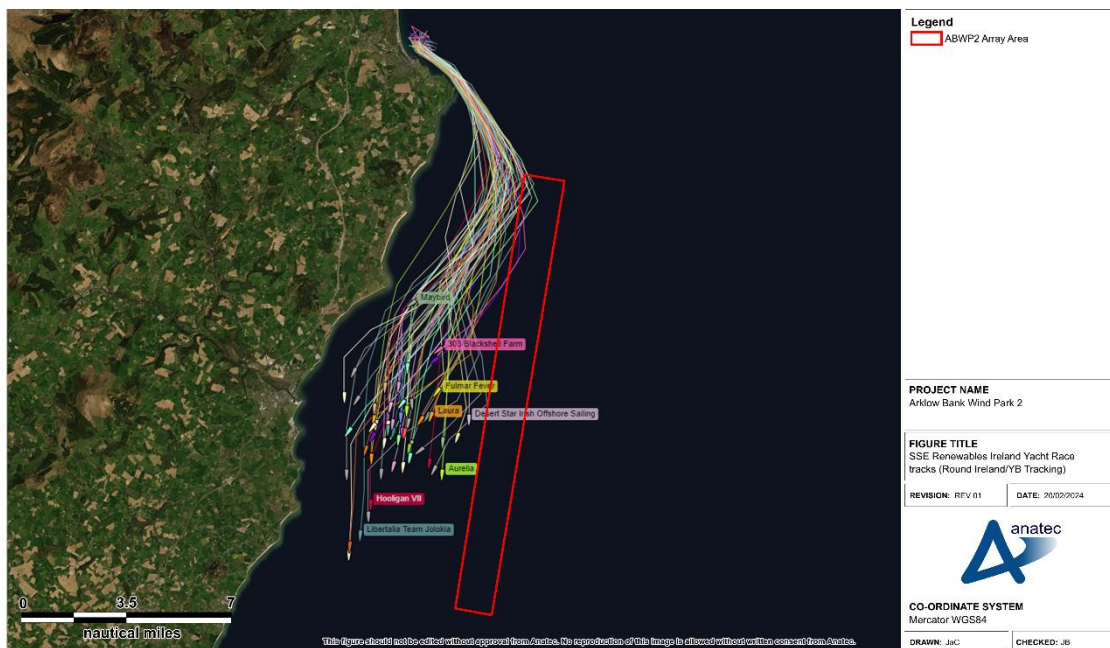 Legend
ABWP2 Array Area
Maybird
303 Blackshell Farm
Fulmar Fever
Laura
Desert Star Irish Offshore Sailing
Aurelia
Hooligan VII
Libertalia Team Jolokia
0 3.5 7
nautical miles
This figure should not be edited without approval from Anatec. No reproduction of this image is allowed without written consent from Anatec.
PROJECT NAME
Arklow Bank Wind Park 2
FIGURE TITLE
SSE Renewables Ireland Yacht Race
tracks (Round Ireland/YB Tracking)
REVISION: REV 01
DATE: 20/02/2024
anatec
CO-ORDINATE SYSTEM
Mercator WGS84
DRAWN: JaC
CHECKED: JB